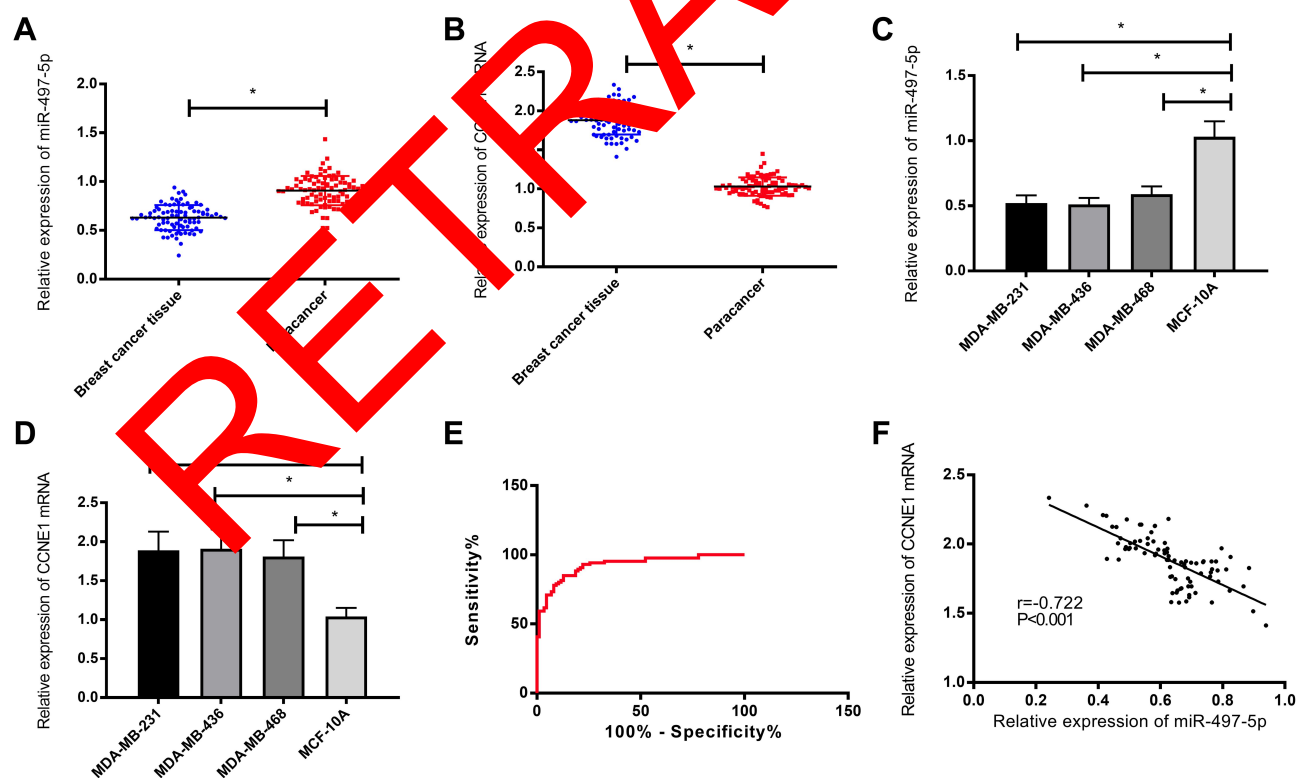 A
Relative expression of miR-497-5p
2.0
1.5
1.0
0.5
0.0
*
Breast cancer tissue
B
2.5
2.0
1.0
0.5
0.0
*
Breast cancer tissue
Paracancer
C
Relative expression of miR-497-5p
1.5
1.0
0.5
0.0
*
*
*
MDA-MB-231
MDA-MB-436
MDA-MB-468
MCF-10A
D
Relative expression of CCNE1 mRNA
2.5
2.0
1.5
1.0
0.5
0.0
*
*
MDA-MB-231
MDA-MB-436
MDA-MB-468
MCF-10A
E
Sensitivity%
150
100
50
0
0
50
100
150
100% - Specificity%
F
Relative expression of CCNE1 mRNA
2.5
2.0
1.5
1.0
r=-0.722
P<0.001
0.0
0.2
0.4
0.6
0.8
1.0
Relative expression of miR-497-5p
RETRA